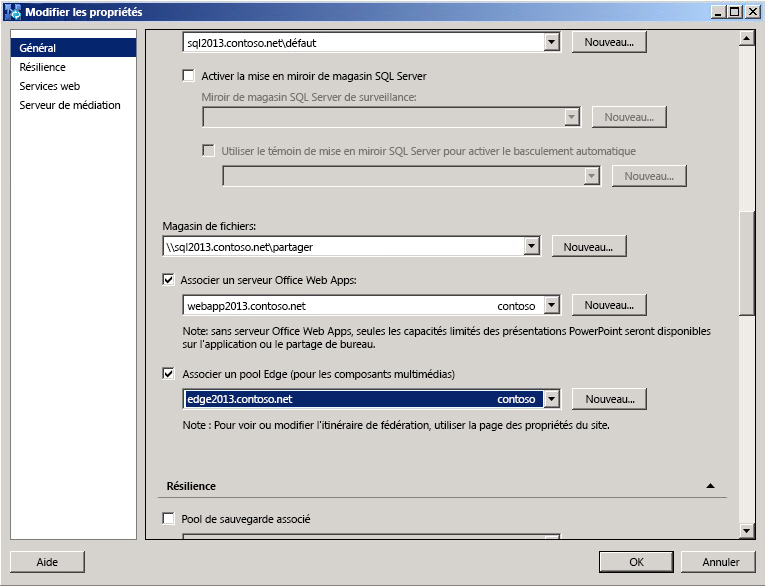 Modifier les propriétés
Général
Résilience
Services web
Serveur de médiation
sql2013.contoso.net\défaut
Nouveau...
Activer la mise en miroir de magasin SQL Server
Miroir de magasin SQL Server de surveillance:
Nouveau...
Utiliser le témoin de mise en miroir SQL Server pour activer le basculement automatique
Nouveau...
Magasin de fichiers:
\\sql2013.contoso.net\partager
Nouveau...
Associer un serveur Office Web Apps:
webapp2013.contoso.net contoso
Nouveau...
Note: sans serveur Office Web Apps, seules les capacités limités des présentations PowerPoint seront disponibles
sur l'application ou le partage de bureau.
Associer un pool Edge (pour les composants multimédias)
edge2013.contoso.net contoso
Nouveau...
Note : Pour voir ou modifier l'itinéraire de fédération, utiliser la page des propriétés du site.
Résilience
Pool de sauvegarde associé
Aide
OK
Annuler